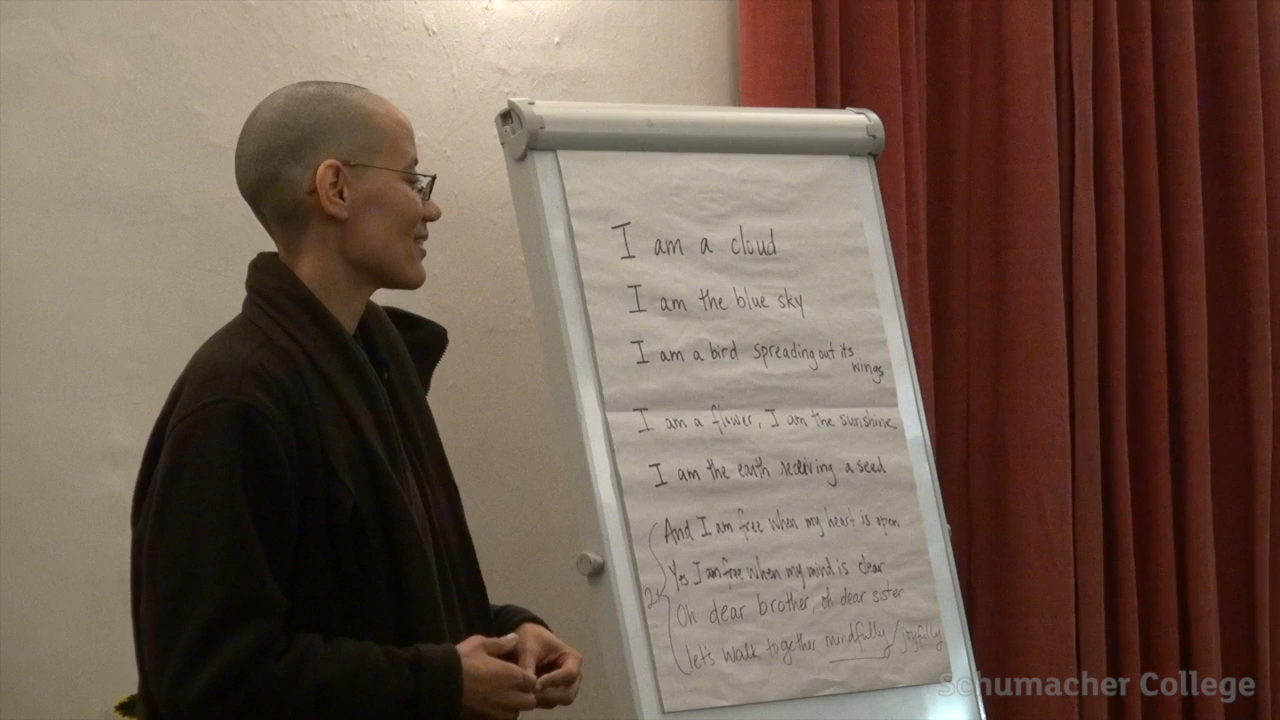 I am a cloud
I am the blue sky
I am a bird spreading out its
wings
I am a flower, I am the sunshine
I am the earth receiving a seed
And I am free when my heart is open
Yes I am free when my mind is clear
2x
Oh dear brother, oh dear sister
let's walk together mindfully/joyfully
Schumacher College